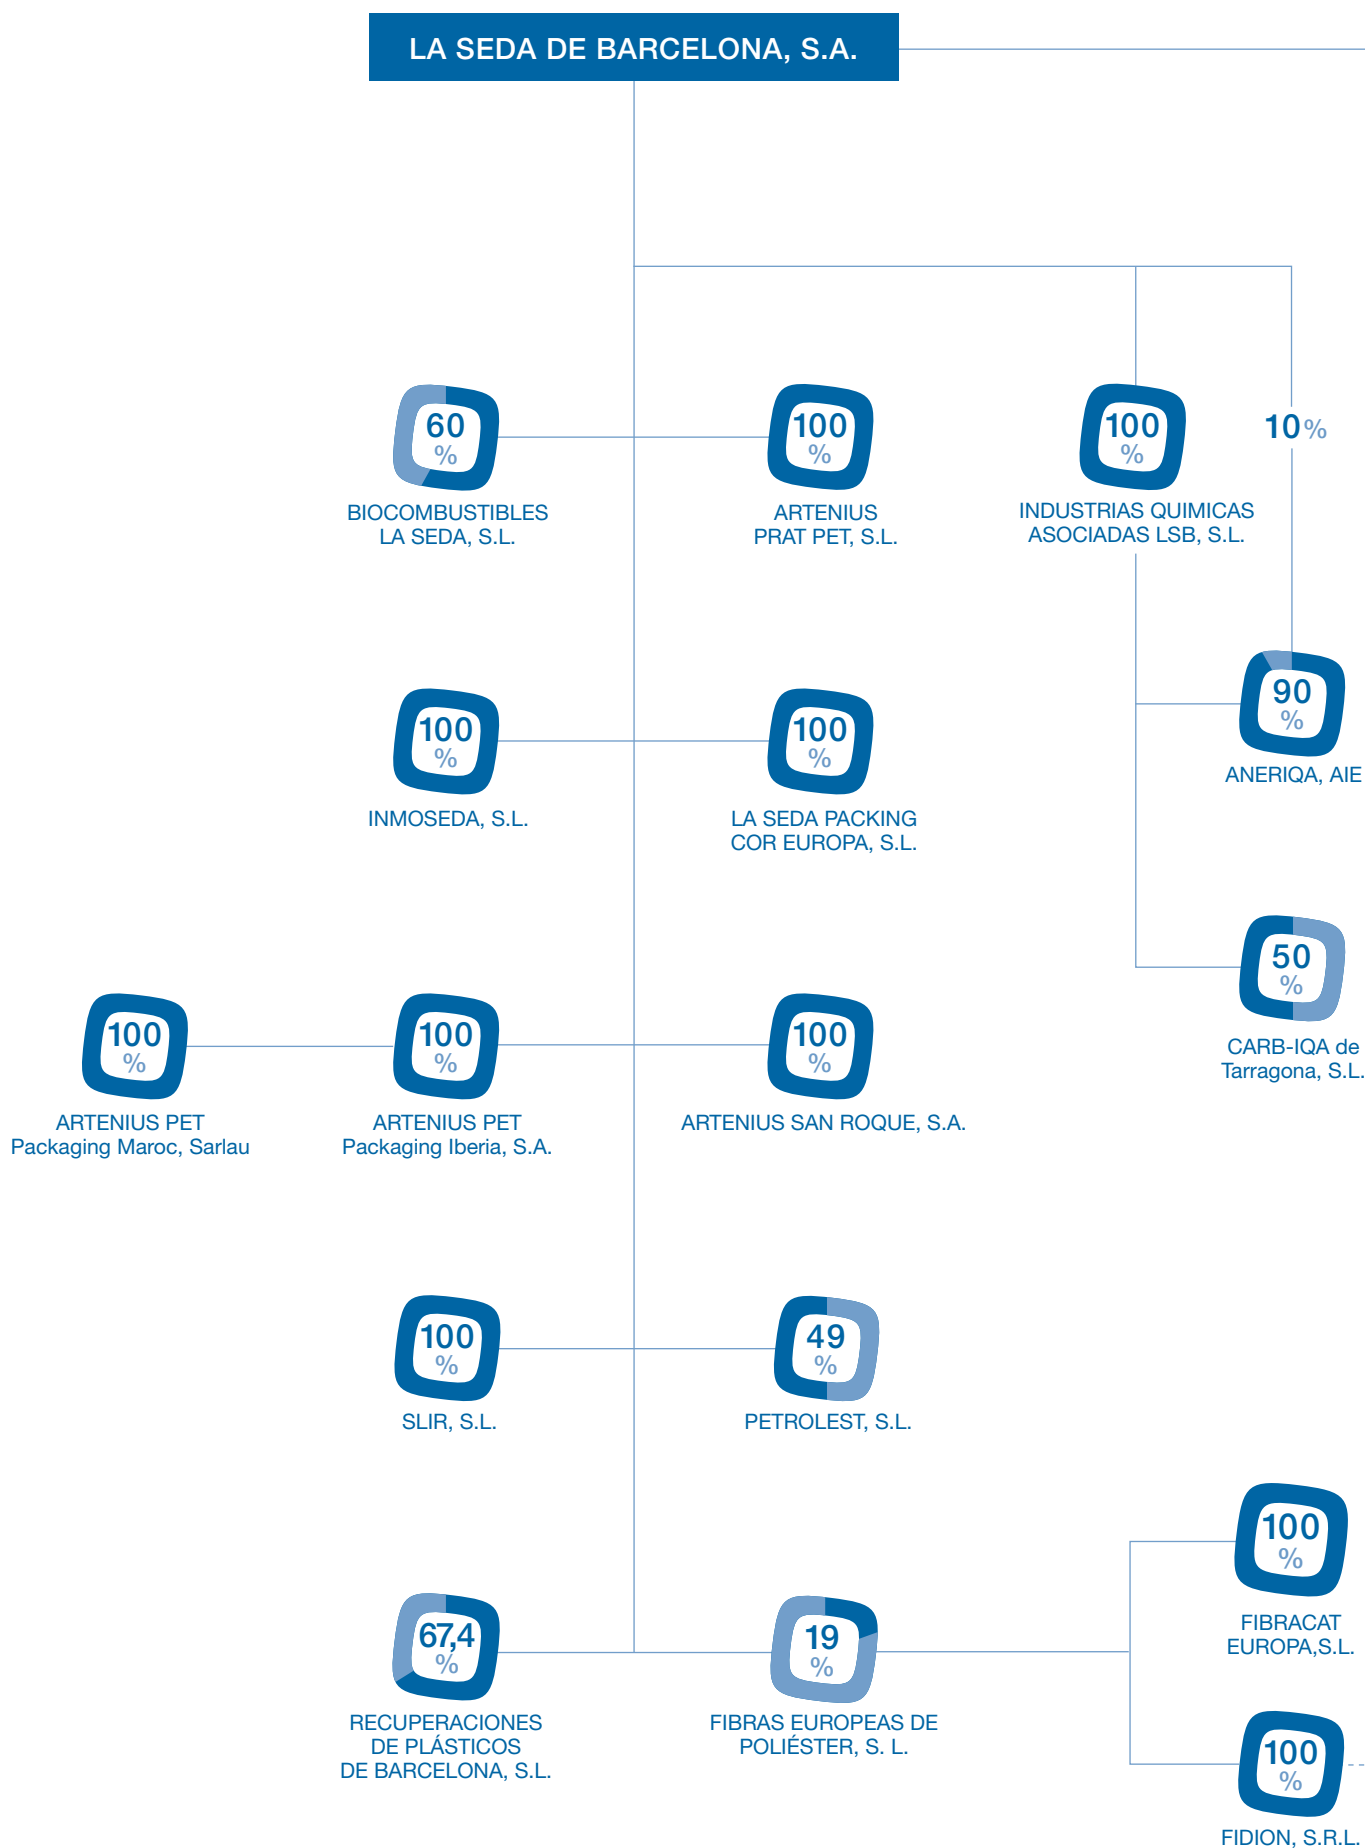 LA SEDA DE BARCELONA, S.A.
60
%
BIOCOMBUSTIBLES
LA SEDA, S.L.
100
%
ARTENIUS
PRAT PET, S.L.
100
%
INDUSTRIAS QUIMICAS
ASOCIADAS LSB, S.L.
10%
90
%
ANERIQA, AIE
100
%
INMOSEDA, S.L.
100
%
LA SEDA PACKING
COR EUROPA, S.L.
50
%
CARB-IQA de
Tarragona, S.L.
100
%
ARTENIUS PET
Packaging Maroc, Sarlau
100
%
ARTENIUS PET
Packaging Iberia, S.A.
100
%
ARTENIUS SAN ROQUE, S.A.
100
%
SLIR, S.L.
49
%
PETROLEST, S.L.
100
%
FIBRACAT
EUROPA,S.L.
67,4
%
RECUPERACIONES
DE PLÁSTICOS
DE BARCELONA, S.L.
19
%
FIBRAS EUROPEAS DE
POLIÉSTER, S. L.
100
%
FIDION, S.R.L.